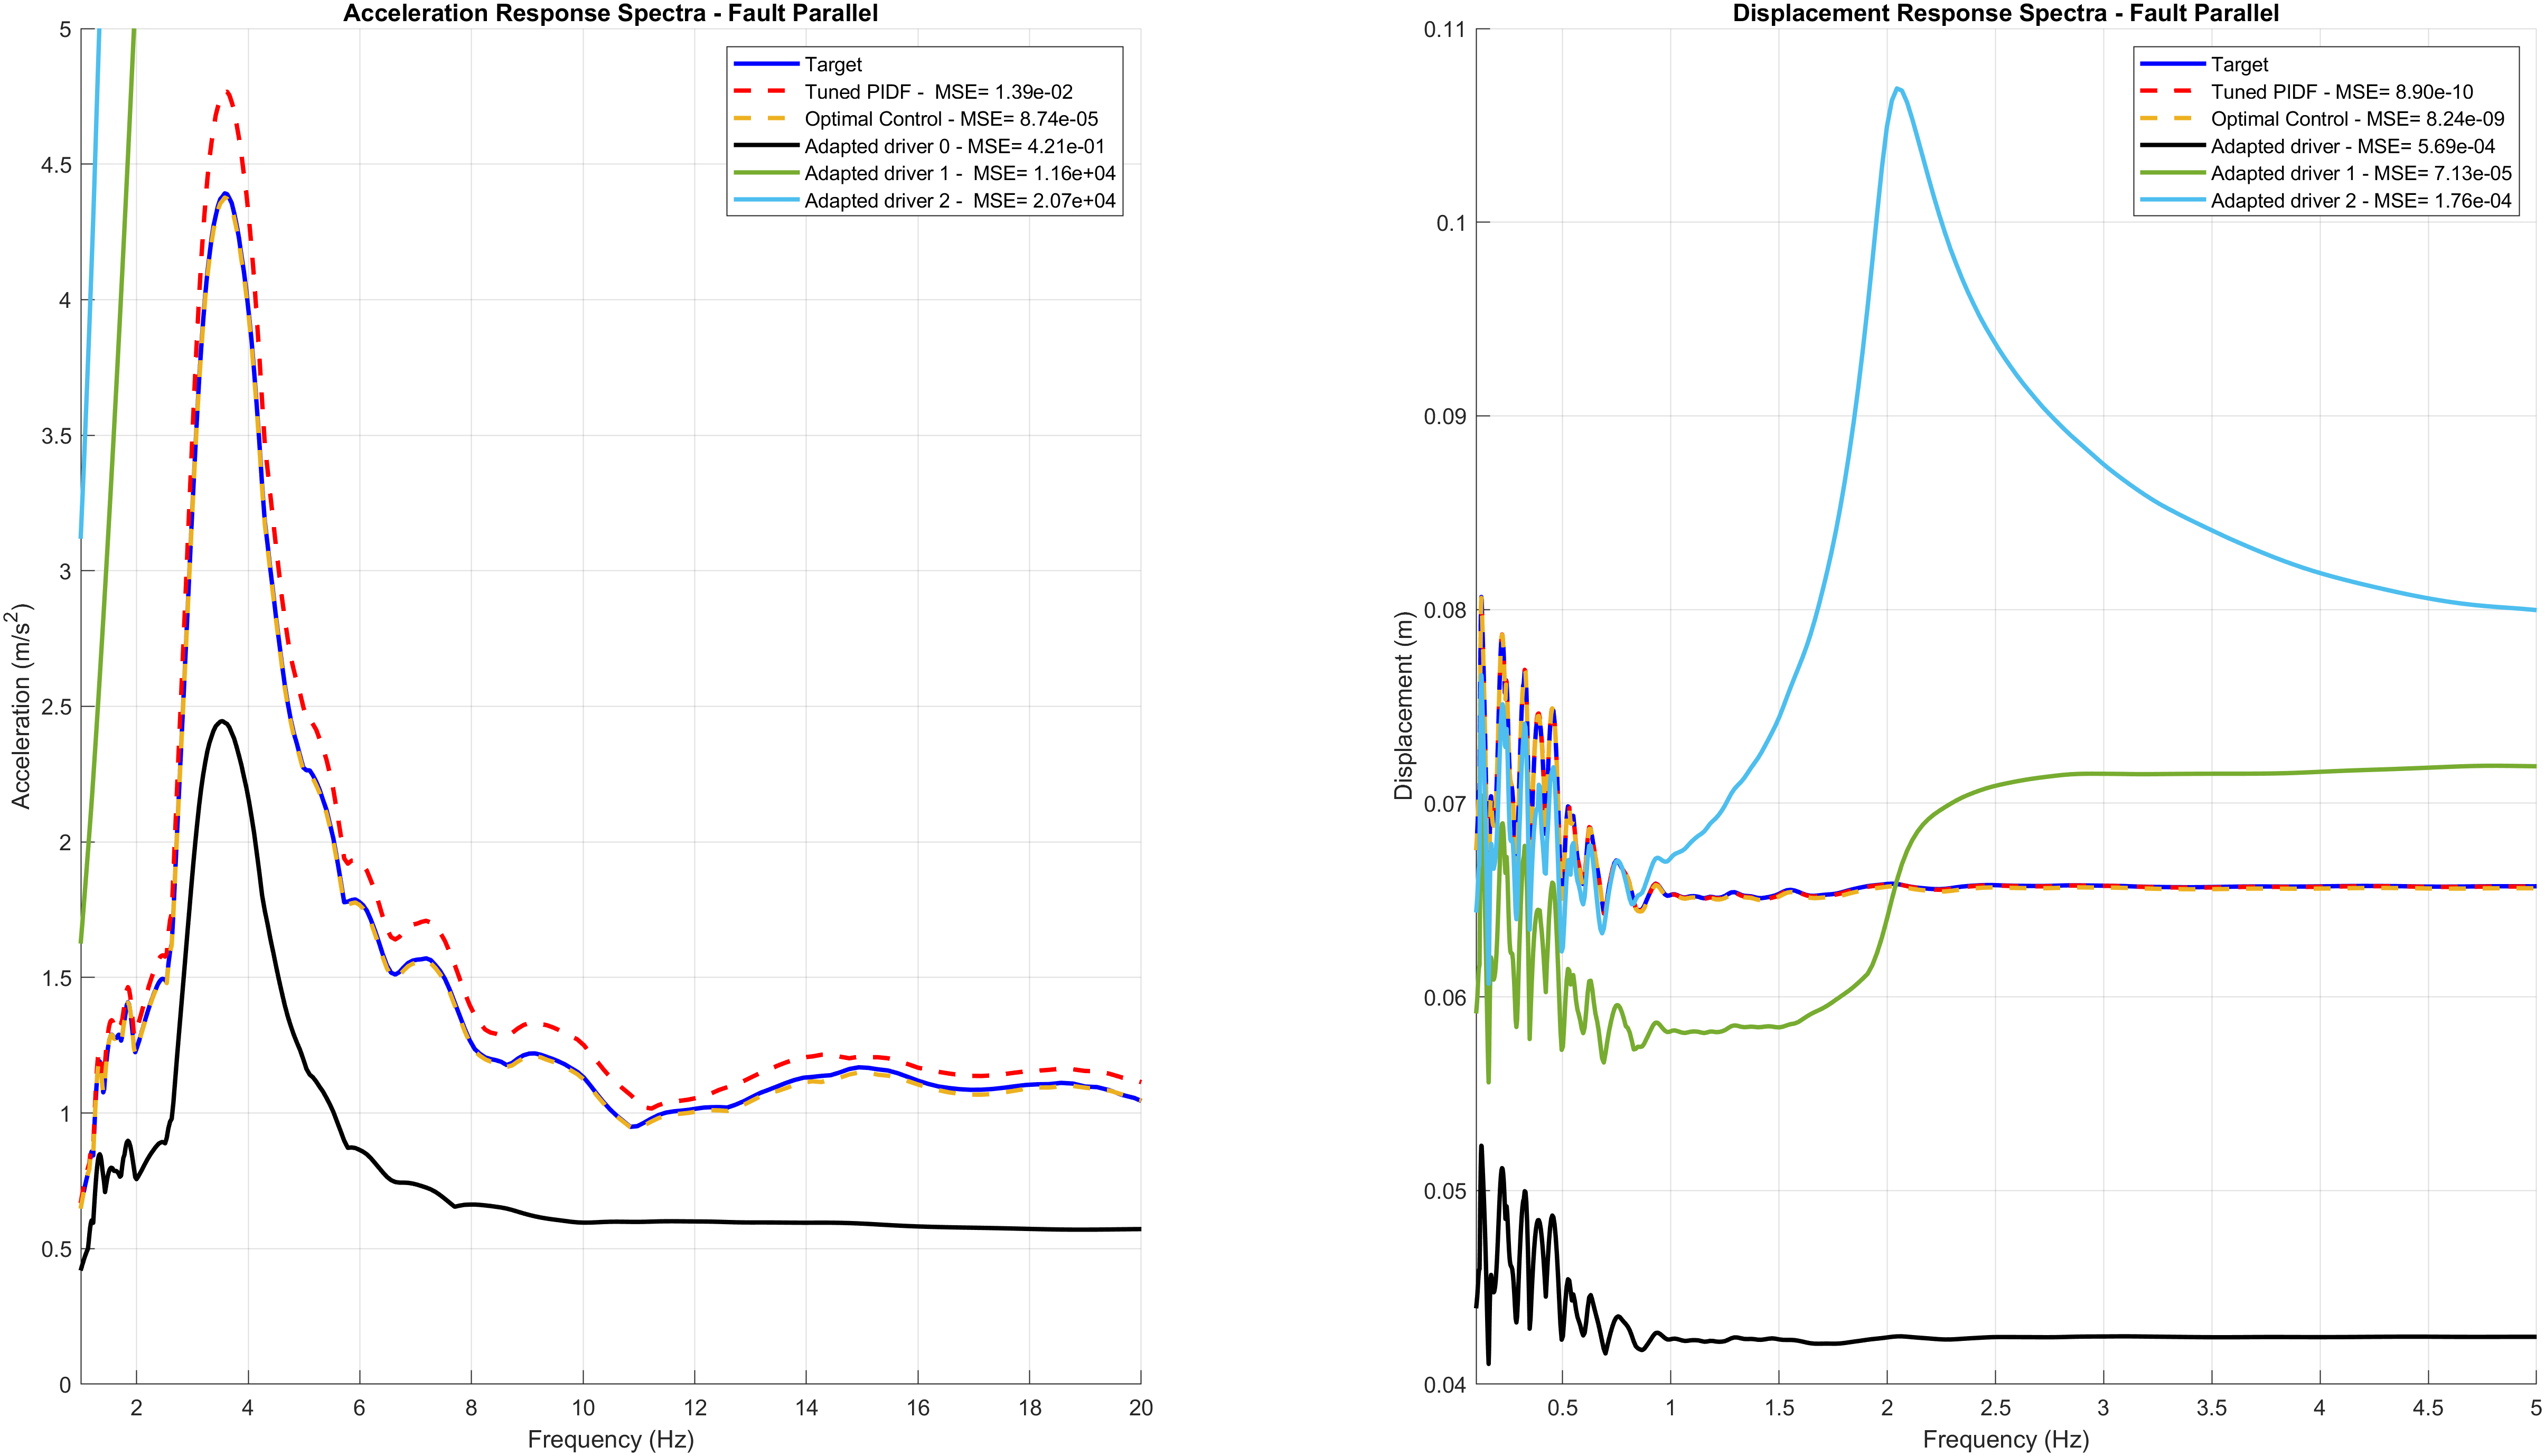 Acceleration Response Spectra - Fault Parallel
5
4.5
4
3.5
3
2.5
2
1.5
1
0.5
0
Acceleration (m/s²)
2 4 6 8 10 12 14 16 18 20
Frequency (Hz)
Target
Tuned PIDF - MSE= 1.39e-02
Optimal Control - MSE= 8.74e-05
Adapted driver 0 - MSE= 4.21e-01
Adapted driver 1 - MSE= 1.16e+04
Adapted driver 2 - MSE= 2.07e+04
Displacement Response Spectra - Fault Parallel
0.11
0.1
0.09
0.08
0.07
0.06
0.05
0.04
Displacement (m)
0.5 1 1.5 2 2.5 3 3.5 4 4.5 5
Frequency (Hz)
Target
Tuned PIDF - MSE= 8.90e-10
Optimal Control - MSE= 8.24e-09
Adapted driver - MSE= 5.69e-04
Adapted driver 1 - MSE= 7.13e-05
Adapted driver 2 - MSE= 1.76e-04